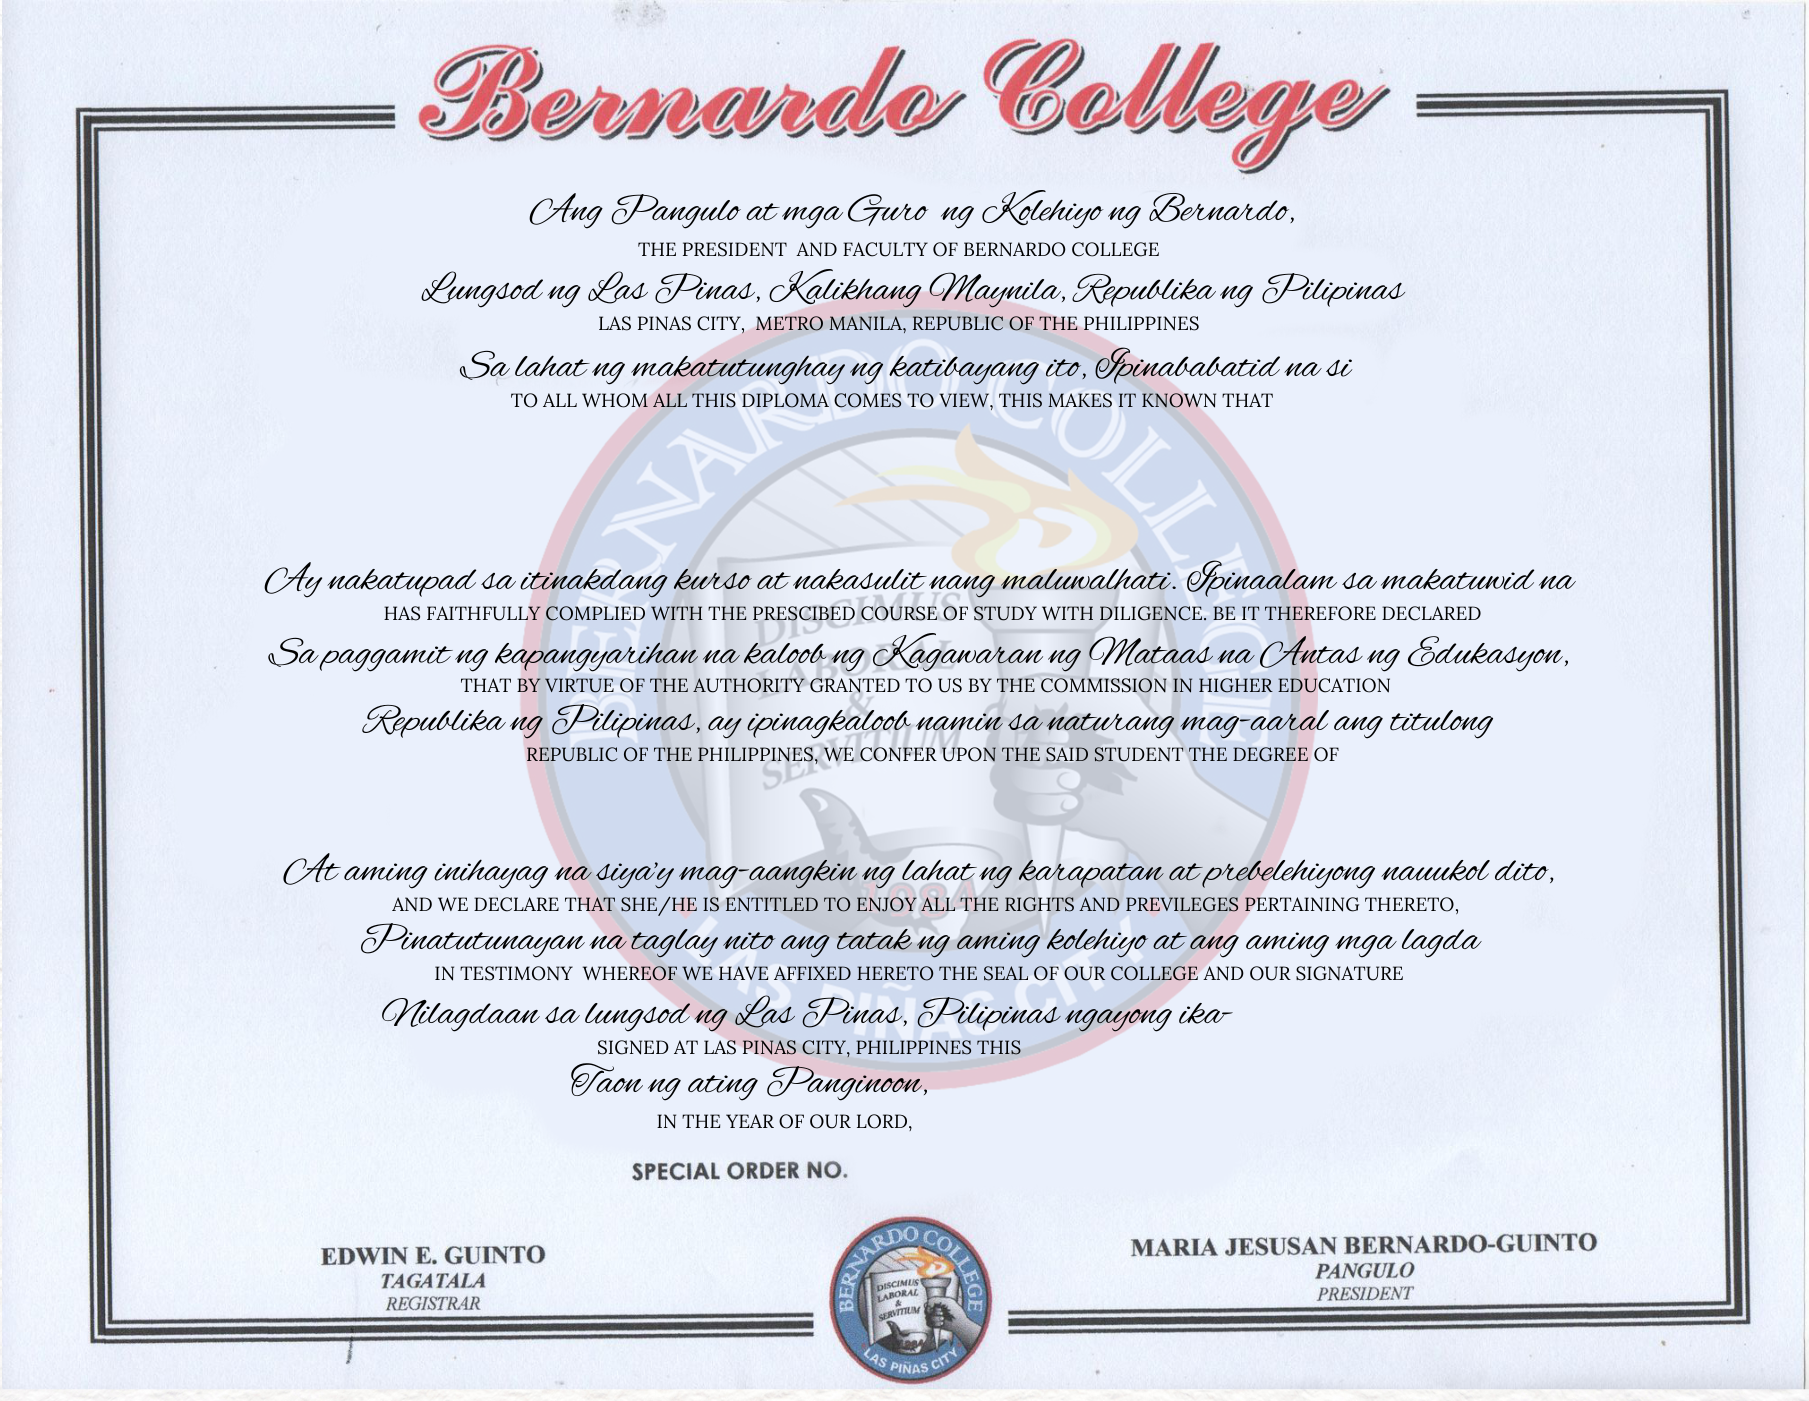 Bernardo College
Ang Pangulo at mga Guro ng Kolehiyo ng Bernardo,
THE PRESIDENT AND FACULTY OF BERNARDO COLLEGE
Lungsod ng Las Pinas, Kalikhang Maynila, Republika ng Pilipinas
LAS PINAS CITY, METRO MANILA, REPUBLIC OF THE PHILIPPINES
Sa lahat ng makatutunghay ng katibayang ito, Ipinababatid na si
TO ALL WHOM ALL THIS DIPLOMA COMES TO VIEW, THIS MAKES IT KNOWN THAT
BERNARDO COLLEGE
Ay nakatupad sa itinakdang kurso at nakasulit nang maluwalhati. Ipinaalam sa makatuwid na
HAS FAITHFULLY COMPLIED WITH THE PRESCIBED COURSE OF STUDY WITH DILIGENCE. BE IT THEREFORE DECLARED
DISCIMUS
LABORAL
&
SERVITIUM
Sa paggamit ng kapangyarihan na kaloob ng Kagawaran ng Mataas na Antas ng Edukasyon,
THAT BY VIRTUE OF THE AUTHORITY GRANTED TO US BY THE COMMISSION IN HIGHER EDUCATION
Republika ng Pilipinas, ay ipinagkaloob namin sa naturang mag-aaral ang titulong
REPUBLIC OF THE PHILIPPINES, WE CONFER UPON THE SAID STUDENT THE DEGREE OF
At aming inihayag na siya'y mag-aangkin ng lahat ng karapatan at prebelehiyong nauukol dito,
1984
AND WE DECLARE THAT SHE/HE IS ENTITLED TO ENJOY ALL THE RIGHTS AND PREVILEGES PERTAINING THERETO,
Pinatutunayan na taglay nito ang tatak ng aming kolehiyo at ang aming mga lagda
IN TESTIMONY WHEREOF WE HAVE AFFIXED HERETO THE SEAL OF OUR COLLEGE AND OUR SIGNATURE
LAS PIÑAS CITY
Nilagdaan sa lungsod ng Las Pinas, Pilipinas ngayong ika-
SIGNED AT LAS PINAS CITY, PHILIPPINES THIS
Taon ng ating Panginoon,
IN THE YEAR OF OUR LORD,
SPECIAL ORDER NO.
EDWIN E. GUINTO
TAGATALA
REGISTRAR
BERNARDO COLLEGE
DISCIMUS
LABORAL
&
SERVITIUM
1984
LAS PIÑAS CITY
MARIA JESUSAN BERNARDO-GUINTO
PANGULO
PRESIDENT